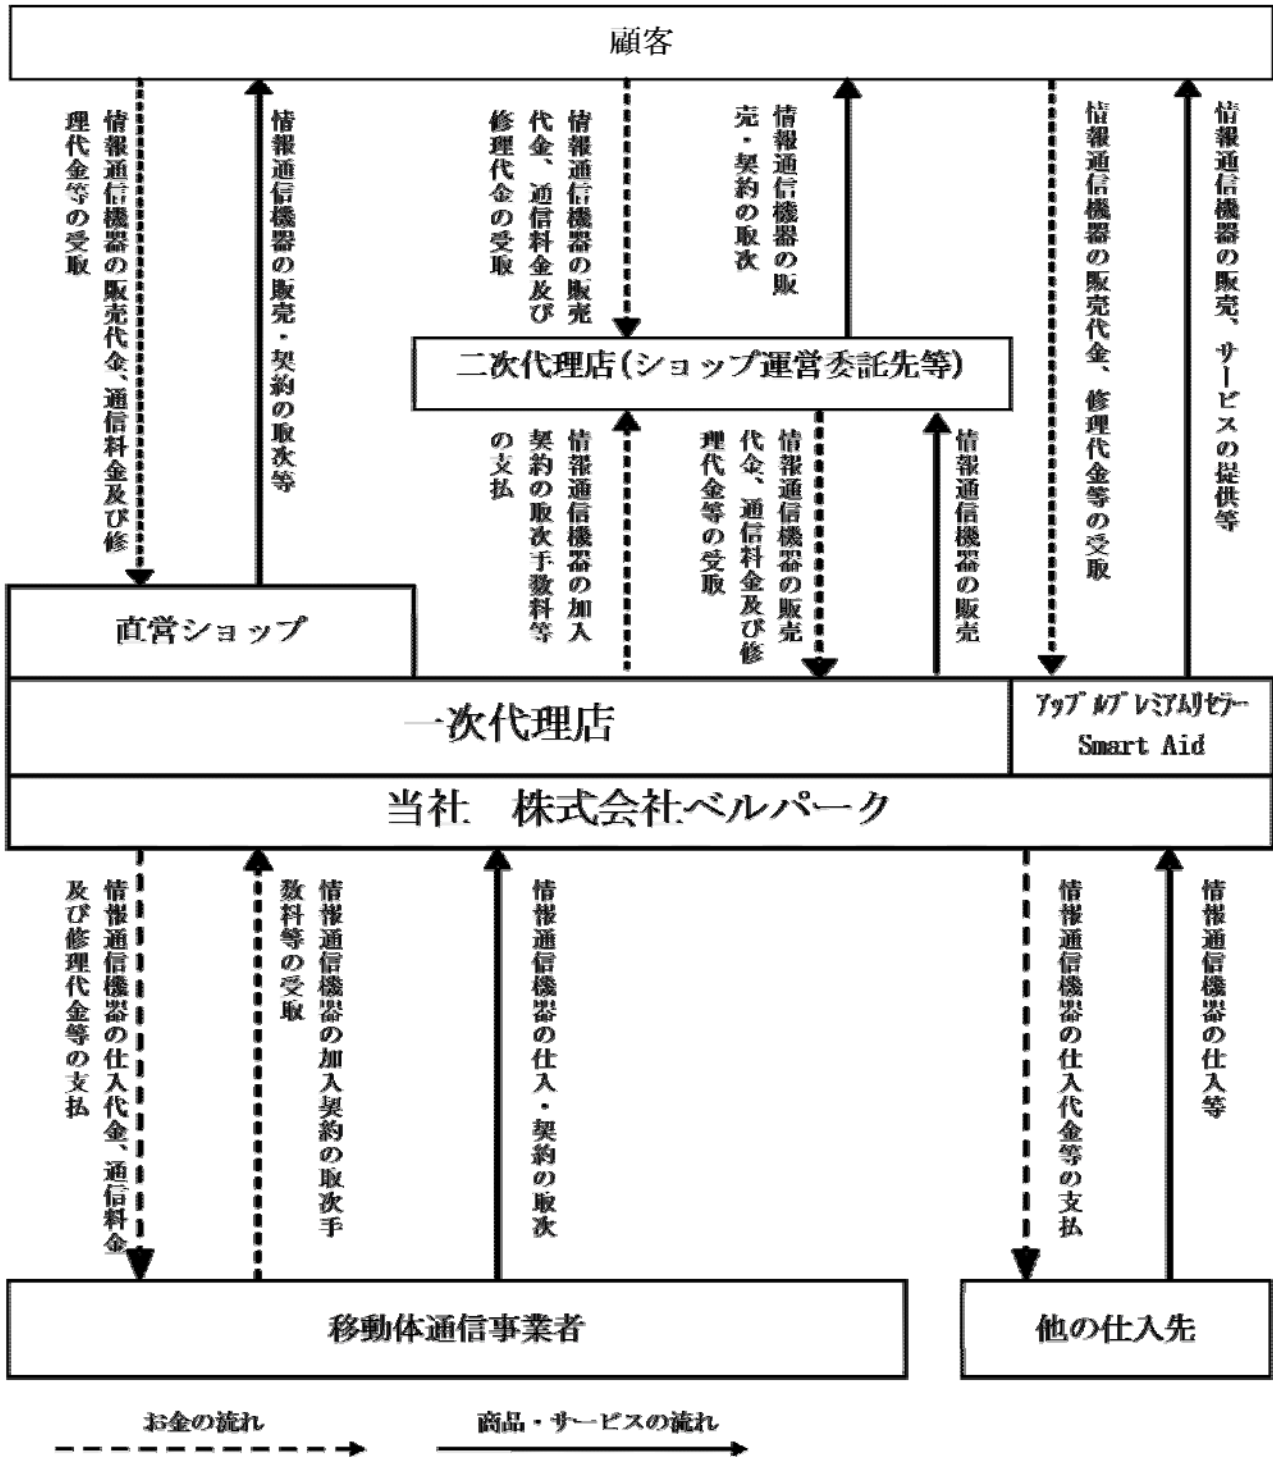 顧客
情報通信機器の販売代金、通信料金及び修
理代金等の受取
情報通信機器の販売・契約の取次等
情報通信機器の販売
代金、通信料金及び
修理代金の受取
情報通信機器の販
売・契約の取次
情報通信機器の販売代金、修理代金等の受取
情報通信機器の販売、サービスの提供等
二次代理店(ショップ運営委託先等)
情報通信機器の加入
契約の取次手数料等
の支払
情報通信機器の販売
代金、通信料金及び修
理代金等の受取
情報通信機器の販売
直営ショップ
一次代理店
アップルプレミアムリセラー
Smart Aid
当社 株式会社ベルパーク
情報通信機器の仕入代金、通信料金
及び修理代金等の支払
情報通信機器の加入契約の取次手
数料等の受取
情報通信機器の仕入・契約の取次
情報通信機器の仕入代金等の支払
情報通信機器の仕入等
移動体通信事業者
他の仕入先
お金の流れ
商品・サービスの流れ